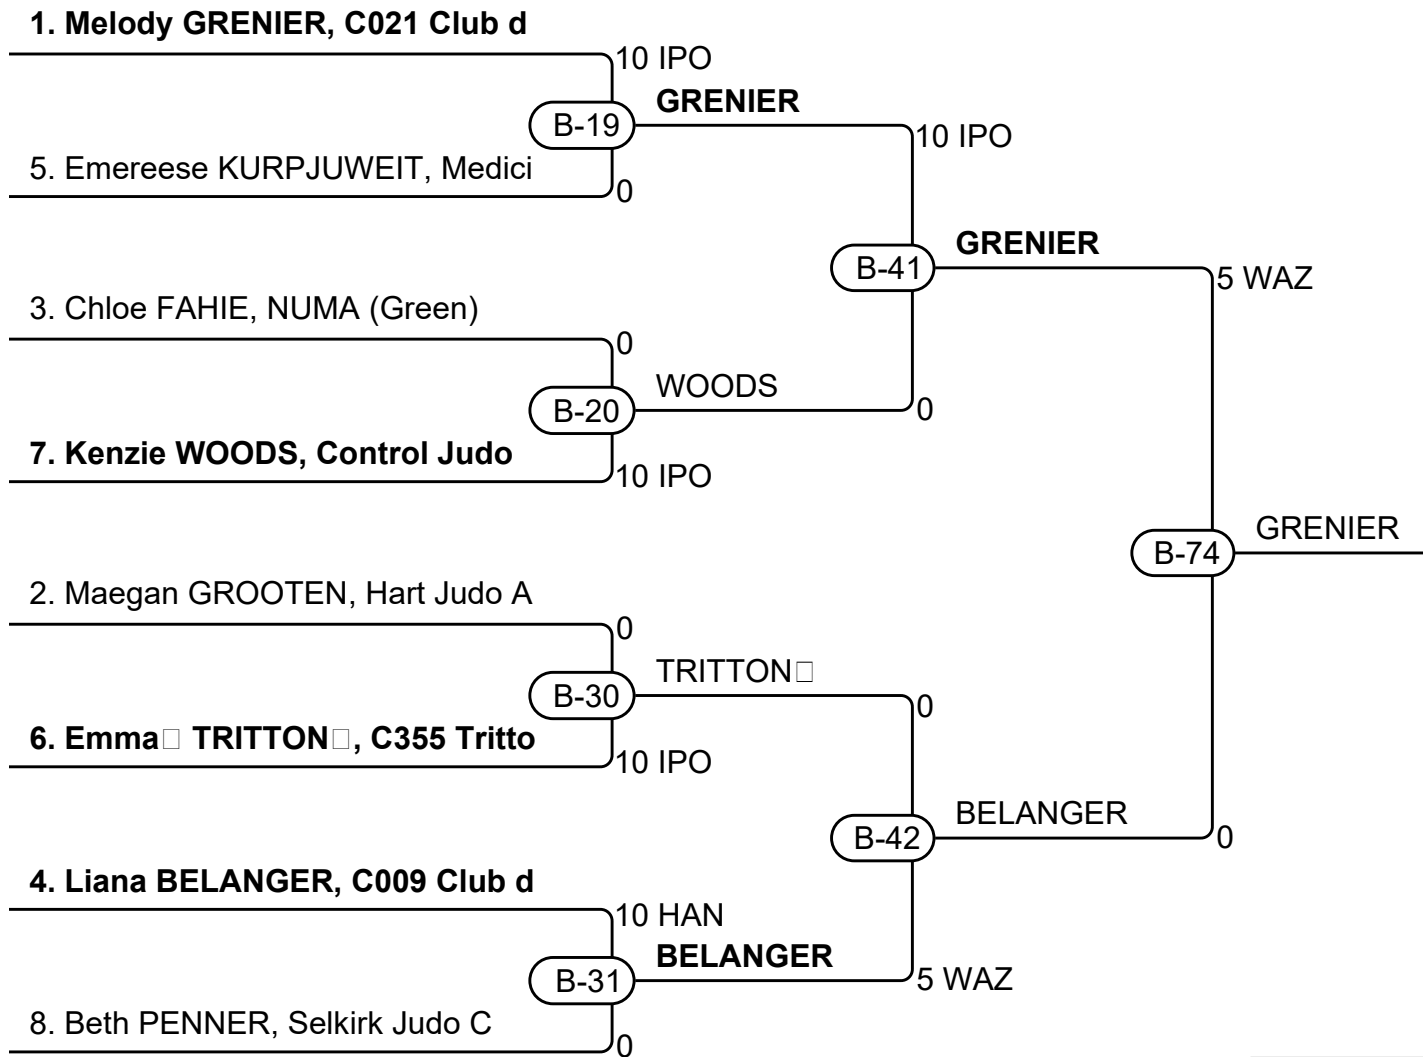 1. Melody GRENIER, C021 Club d
10 IPO
GRENIER
B-19
10 IPO
5. Emereese KURPJUWEIT, Medici
0
GRENIER
B-41
5 WAZ
3. Chloe FAHIE, NUMA (Green)
0
WOODS
B-20
0
7. Kenzie WOODS, Control Judo
10 IPO
GRENIER
B-74
2. Maegan GROOTEN, Hart Judo A
0
TRITTON□
B-30
0
6. Emma□ TRITTON□, C355 Tritto
10 IPO
BELANGER
B-42
0
4. Liana BELANGER, C009 Club d
10 HAN
BELANGER
B-31
5 WAZ
8. Beth PENNER, Selkirk Judo C
0